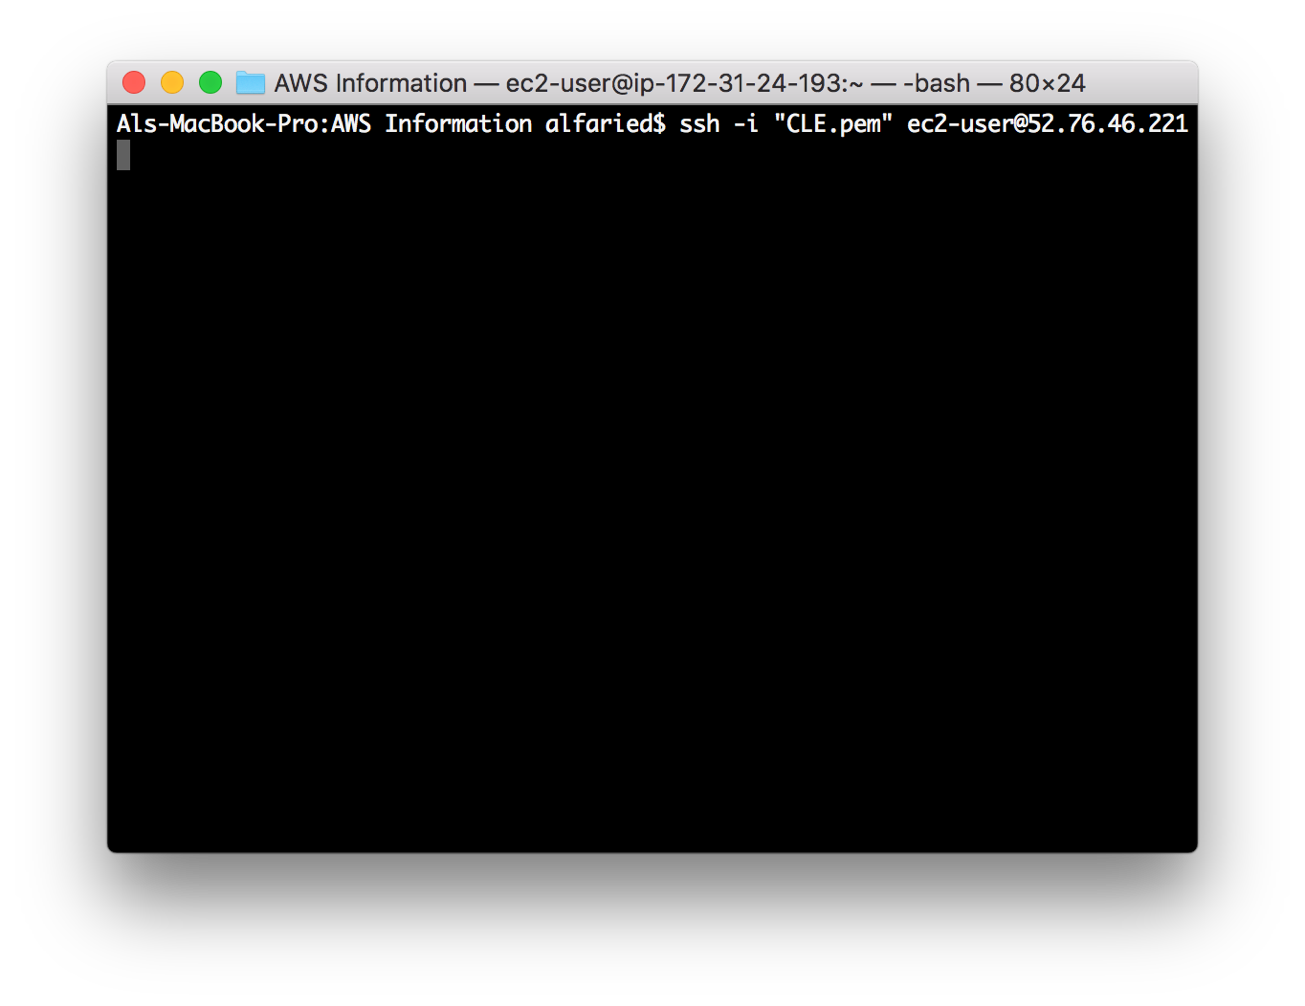 AWS Information — ec2-user@ip-172-31-24-193:~ — -bash — 80×24
Als-MacBook-Pro:AWS Information alfaried$ ssh -i "CLE.pem" ec2-user@52.76.46.221